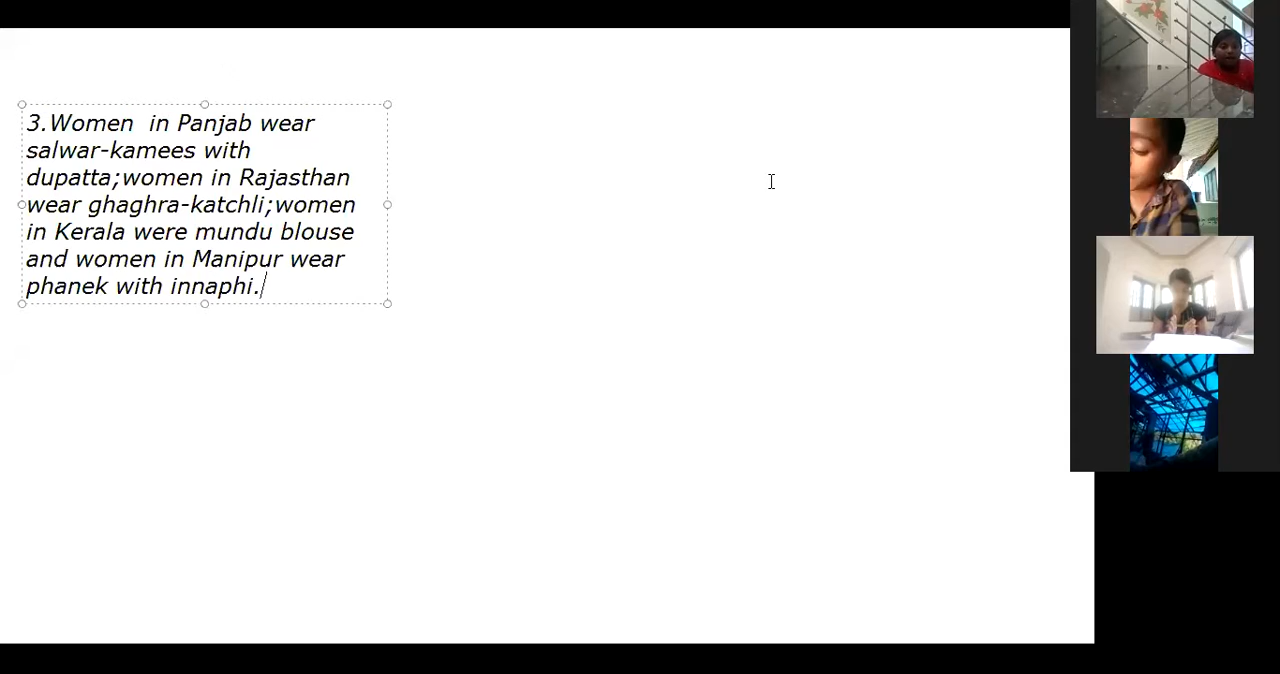 3.Women  in Panjab wear
salwar-kamees with
dupatta;women in Rajasthan
wear ghaghra-katchli;women
in Kerala were mundu blouse
and women in Manipur wear
phanek with innaphi.